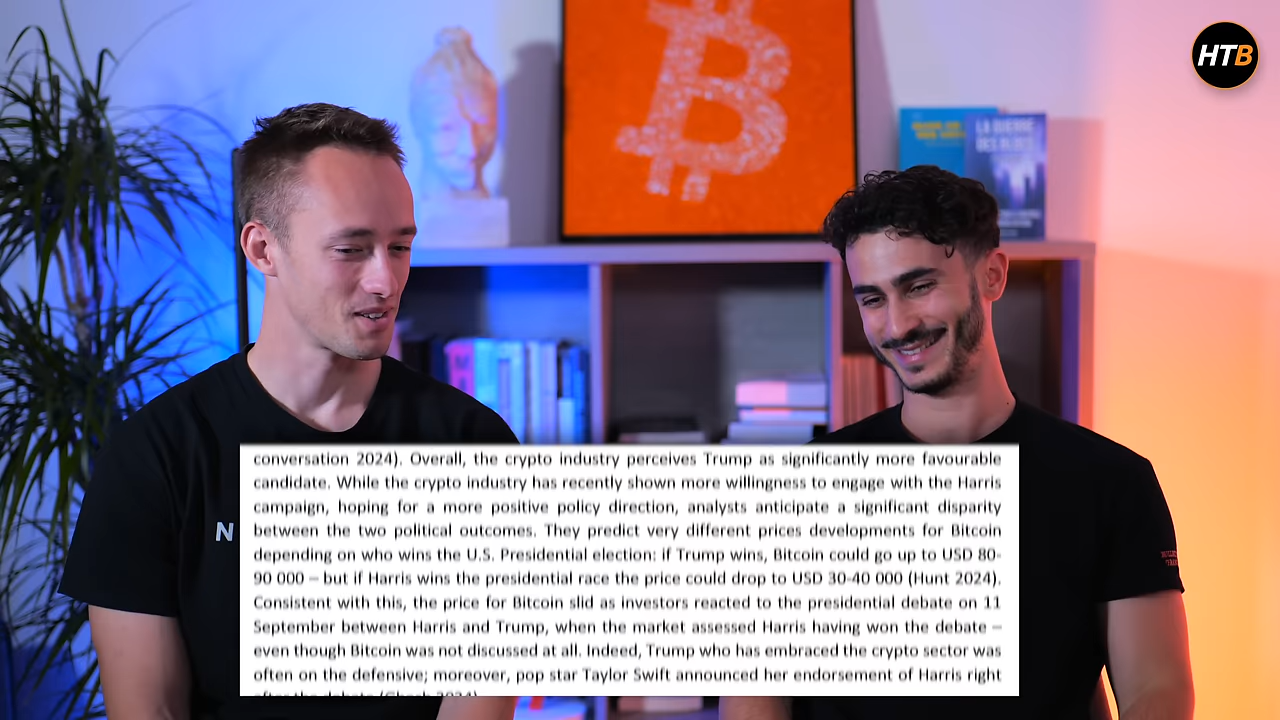 HTB
LA GUERRE
N
conversation 2024). Overall, the crypto industry perceives Trump as significantly more favourable
candidate. While the crypto industry has recently shown more willingness to engage with the Harris
campaign, hoping for a more positive policy direction, analysts anticipate a significant disparity
between the two political outcomes. They predict very different prices developments for Bitcoin
depending on who wins the U.S. Presidential election: if Trump wins, Bitcoin could go up to USD 80-
90 000 – but if Harris wins the presidential race the price could drop to USD 30-40 000 (Hunt 2024).
Consistent with this, the price for Bitcoin slid as investors reacted to the presidential debate on 11
September between Harris and Trump, when the market assessed Harris having won the debate –
even though Bitcoin was not discussed at all. Indeed, Trump who has embraced the crypto sector was
often on the defensive; moreover, pop star Taylor Swift announced her endorsement of Harris right